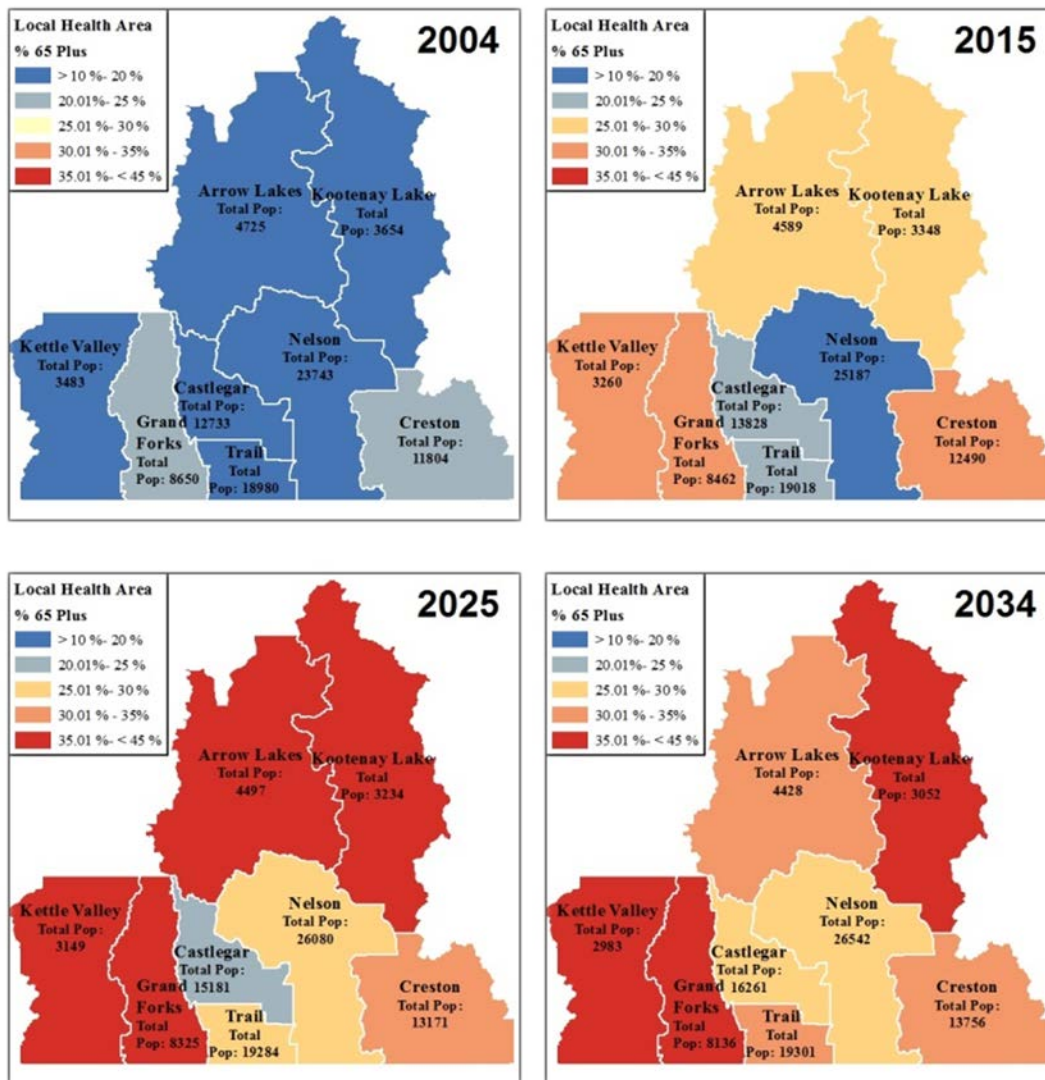 Local Health Area
% 65 Plus
> 10 %- 20 %
20.01%- 25 %
25.01 %- 30 %
30.01 % - 35%
35.01 %- < 45 %
2004
Arrow Lakes
Total Pop:
4725
Kootenay Lake
Total
Pop: 3654
Kettle Valley
Total Pop:
3483
Nelson
Total Pop:
23743
Castlegar
Total Pop:
12733
Grand
Forks
Total
Pop: 8650
Trail
Total
Pop: 18980
Creston
Total Pop:
11804
Local Health Area
% 65 Plus
> 10 %- 20 %
20.01%- 25 %
25.01 %- 30 %
30.01 % - 35%
35.01 %- < 45 %
2015
Arrow Lakes
Total Pop:
4589
Kootenay Lake
Total
Pop: 3348
Kettle Valley
Total Pop:
3260
Nelson
Total Pop:
25187
Castlegar
Total Pop:
13828
Grand
Forks
Total
Pop: 8462
Trail
Total
Pop: 19018
Creston
Total Pop:
12490
Local Health Area
% 65 Plus
> 10 %- 20 %
20.01%- 25 %
25.01 %- 30 %
30.01 % - 35%
35.01 %- < 45 %
2025
Arrow Lakes
Total Pop:
4497
Kootenay Lake
Total
Pop: 3234
Kettle Valley
Total Pop:
3149
Nelson
Total Pop:
26080
Castlegar
Total Pop:
15181
Grand
Forks
Total
Pop: 8325
Trail
Total
Pop: 19284
Creston
Total Pop:
13171
Local Health Area
% 65 Plus
> 10 %- 20 %
20.01%- 25 %
25.01 %- 30 %
30.01 % - 35%
35.01 %- < 45 %
2034
Arrow Lakes
Total Pop:
4428
Kootenay Lake
Total
Pop: 3052
Kettle Valley
Total Pop:
2983
Nelson
Total Pop:
26542
Castlegar
Total Pop:
16261
Grand
Forks
Total
Pop: 8136
Trail
Total
Pop: 19301
Creston
Total Pop:
13756